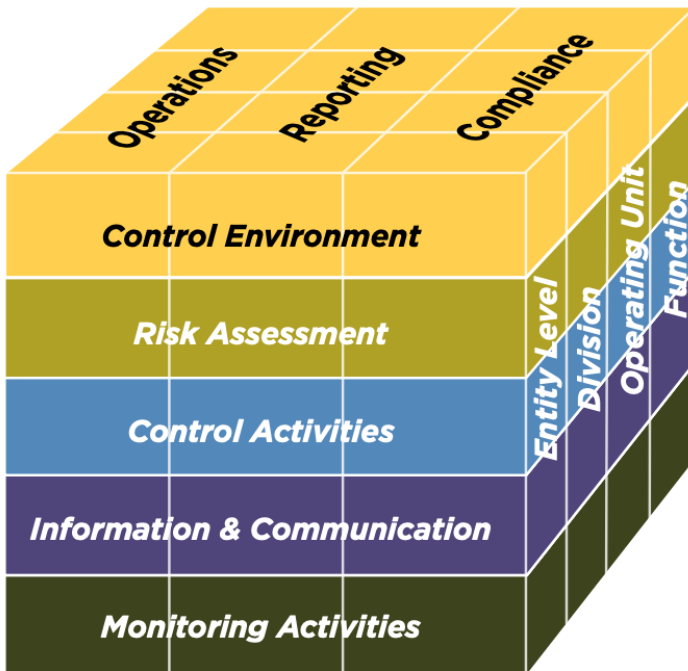 Operations
Reporting
Compliance
Control Environment
Risk Assessment
Control Activities
Information & Communication
Monitoring Activities
Entity Level
Division
Operating Unit
Function